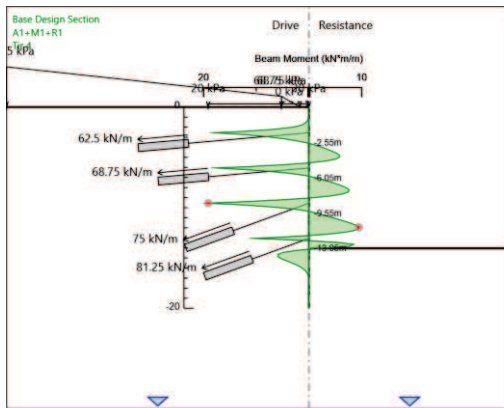 Base Design Section
A1+M1+R1
Drive
Resistance
5 kPa
Beam Moment (kN*m/m)
20
10
20 kPa
0
62.5 kN/m
-2.55m
68.75 kN/m
-6.05m
-9.55m
75 kN/m
-13.05m
81.25 kN/m
-20